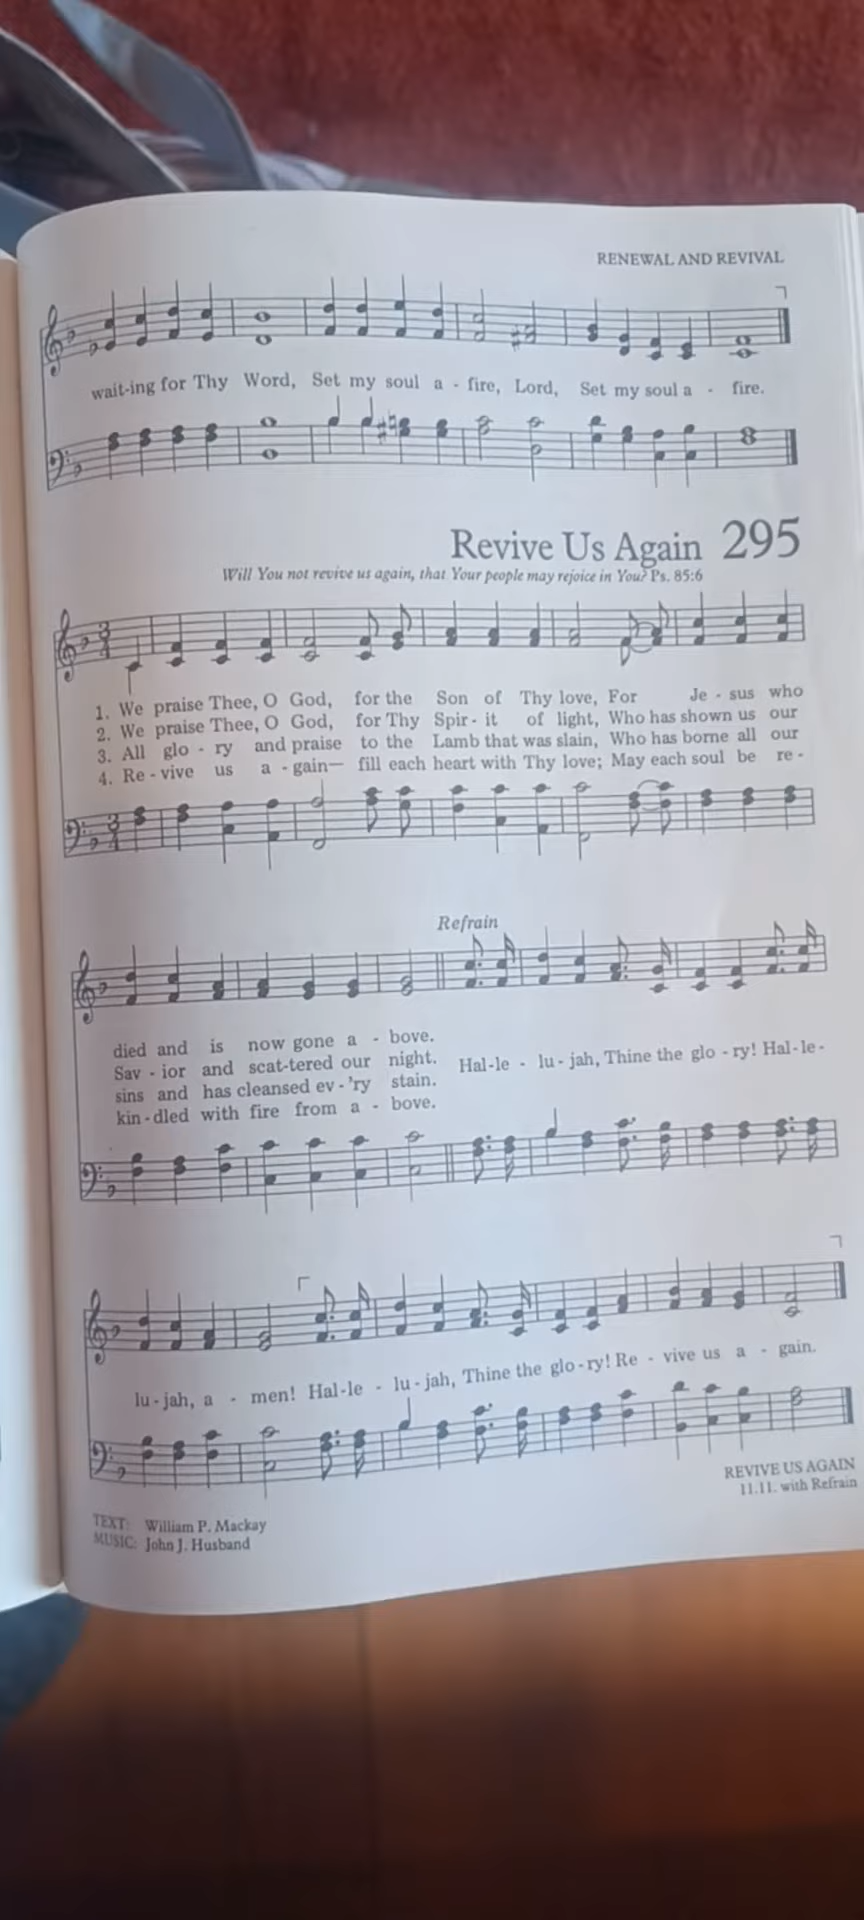 RENEWAL AND REVIVAL
wait-ing for Thy Word, Set my soul a - fire, Lord, Set my soul a - fire.
Revive Us Again 295
Will You not revive us again, that Your people may rejoice in You? Ps. 85:6
3
4
1. We praise Thee, O God, for the Son of Thy love, For Je - sus who
2. We praise Thee, O God, for Thy Spir - it of light, Who has shown us our
3. All glo - ry and praise to the Lamb that was slain, Who has borne all our
4. Re - vive us a - gain— fill each heart with Thy love; May each soul be re -
3
4
Refrain
died and is now gone a - bove.
Sav - ior and scat-tered our night. Hal-le - lu - jah, Thine the glo - ry! Hal-le-
sins and has cleansed ev-'ry stain.
kin - dled with fire from a - bove.
lu - jah, a - men! Hal-le - lu - jah, Thine the glo-ry! Re - vive us a - gain.
TEXT: William P. Mackay
MUSIC: John J. Husband
REVIVE US AGAIN
11.11. with Refrain